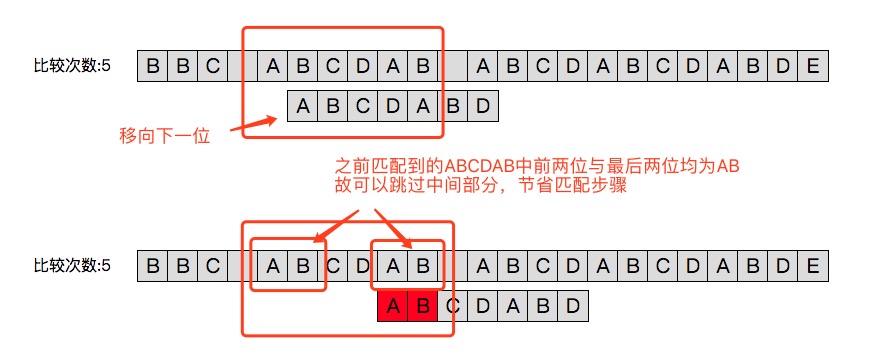 比较次数:5 B B C A B C D A B A B C D A B C D A B D E
A B C D A B D
移向下一位
之前匹配到的ABCDAB中前两位与最后两位均为AB
故可以跳过中间部分，节省匹配步骤
比较次数:5 B B C A B C D A B A B C D A B C D A B D E
A B C D A B D